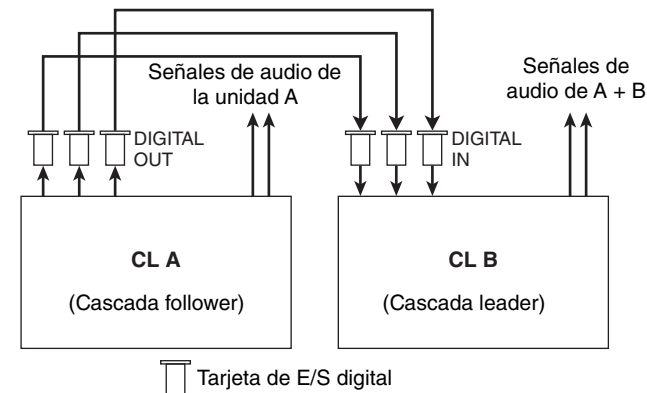 Señales de audio de
la unidad A
Señales de
audio de A + B
DIGITAL
OUT
DIGITAL
IN
CL A
(Cascada follower)
CL B
(Cascada leader)
Tarjeta de E/S digital